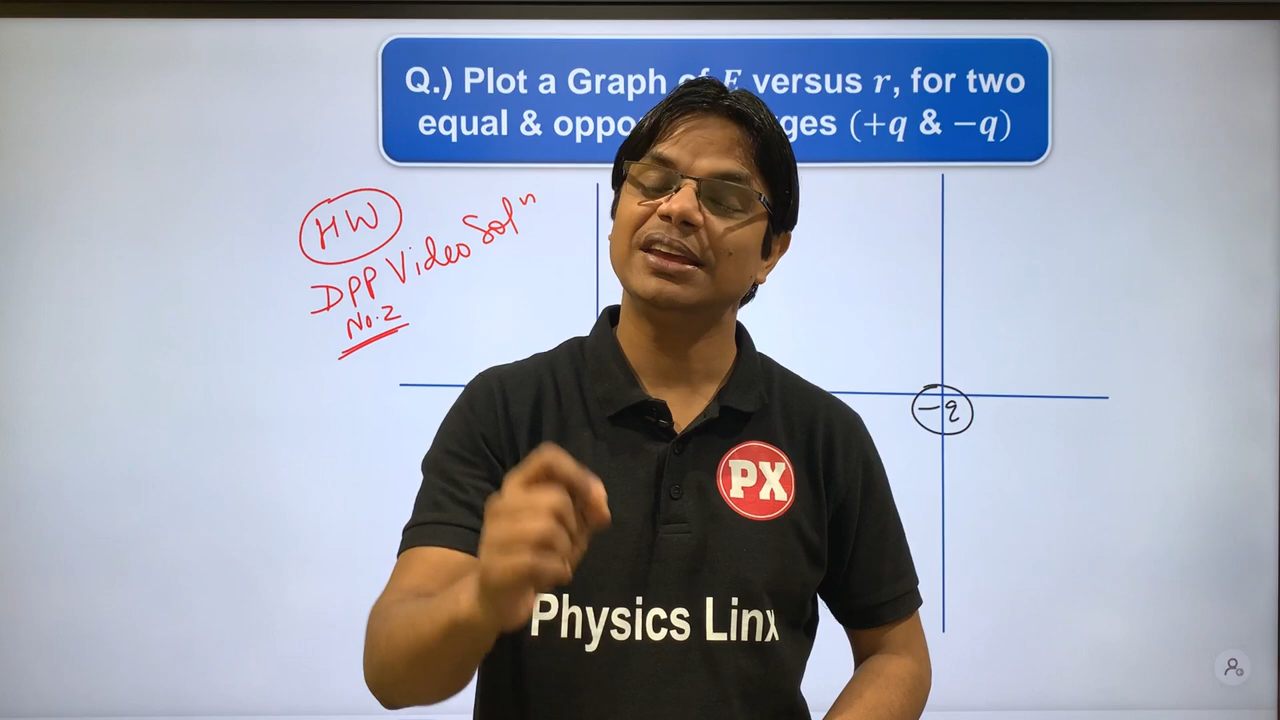 Q.) Plot a Graph of E versus r, for two
equal & oppo ges (+q & −q)
HW
DPP Video Solⁿ
No.2
−q
PX
Physics Linx